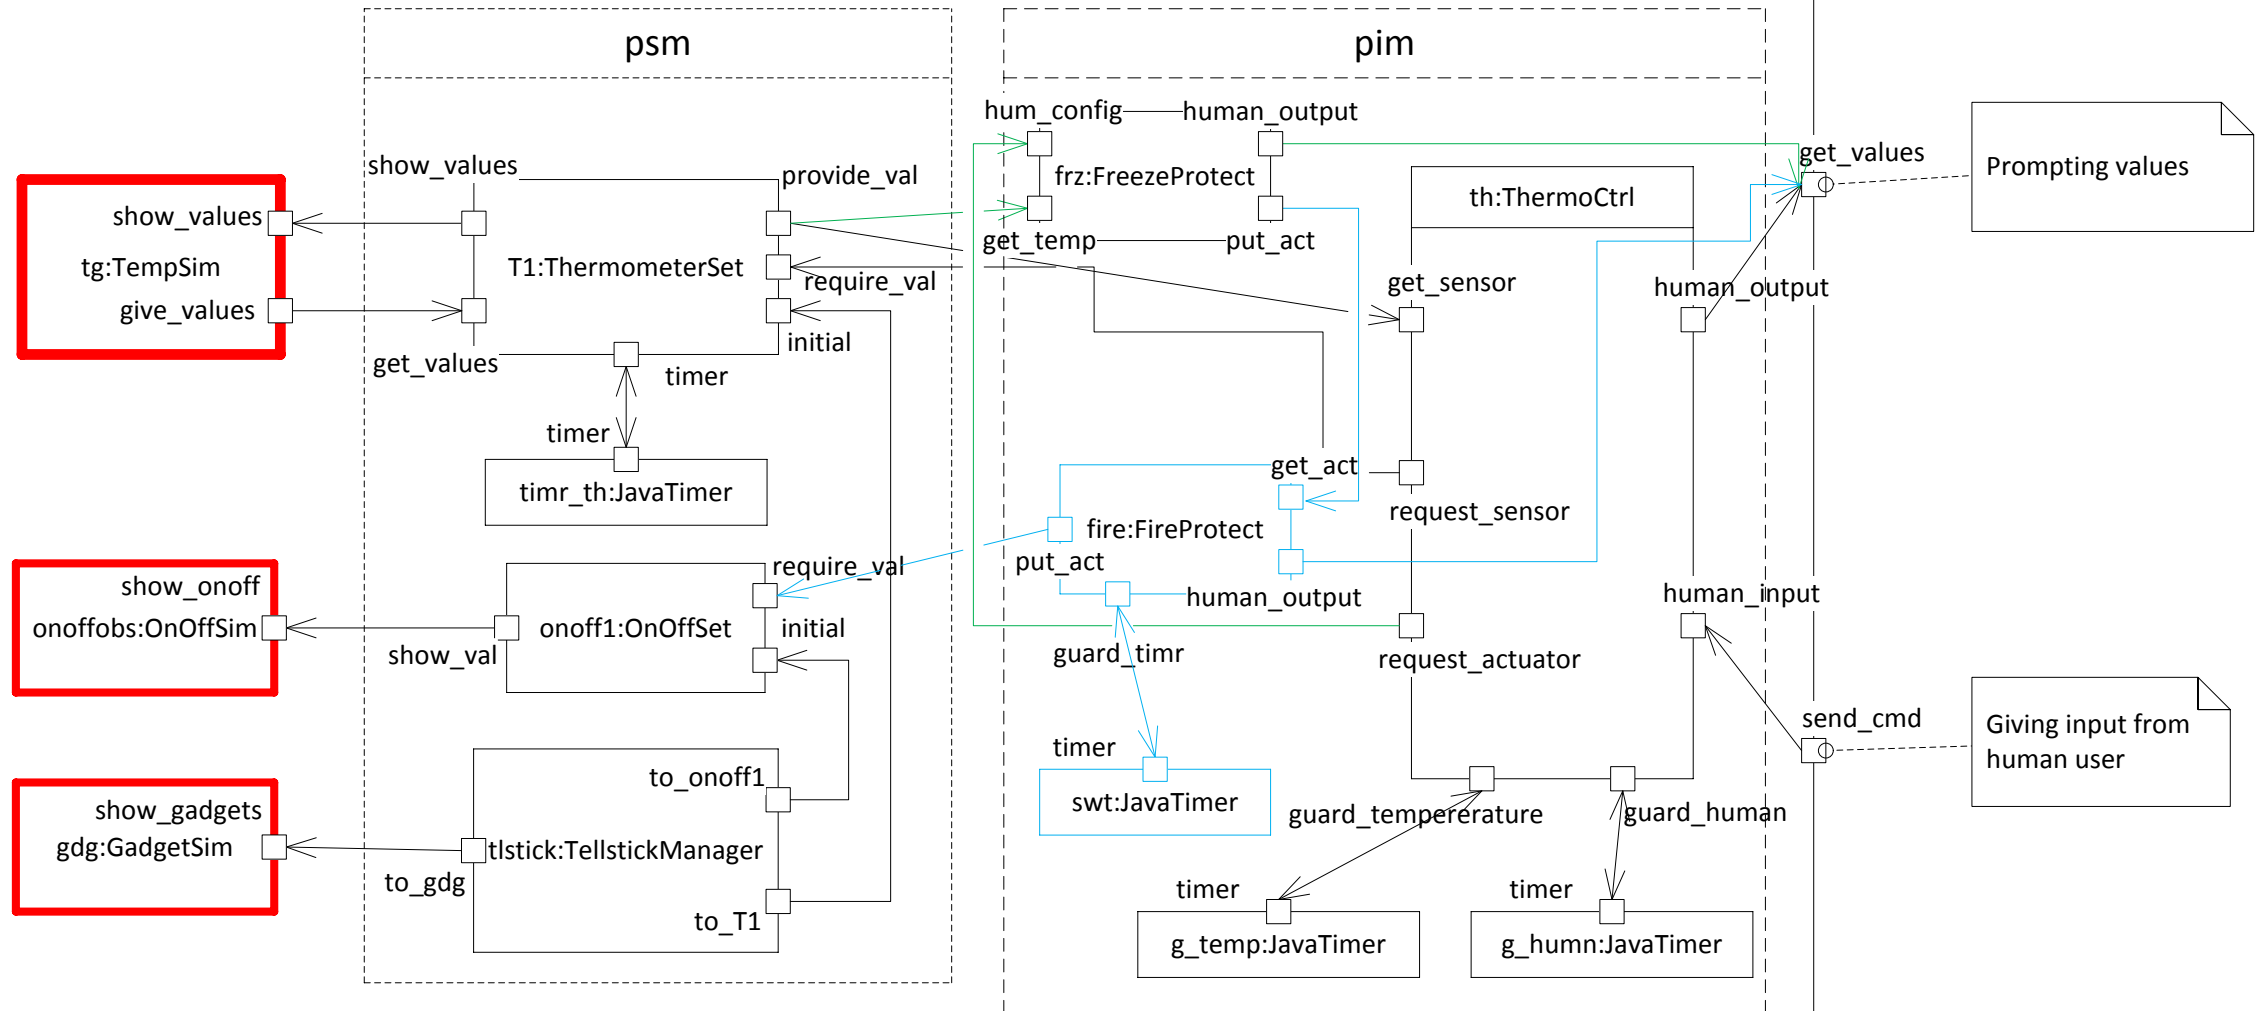 psm
pim
hum_config
human_output
get_values
Prompting values
show_values
provide_val
frz:FreezeProtect
th:ThermoCtrl
show_values
get_temp
put_act
tg:TempSim
T1:ThermometerSet
require_val
get_sensor
human_output
give_values
initial
get_values
timer
timer
get_act
timr_th:JavaTimer
request_sensor
fire:FireProtect
put_act
require_val
show_onoff
human_output
human_input
onoffobs:OnOffSim
onoff1:OnOffSet
initial
show_val
guard_timr
request_actuator
send_cmd
Giving input from
human user
timer
to_onoff1
show_gadgets
swt:JavaTimer
guard_tempererature
guard_human
gdg:GadgetSim
tlstick:TellstickManager
to_gdg
timer
timer
to_T1
g_temp:JavaTimer
g_humn:JavaTimer